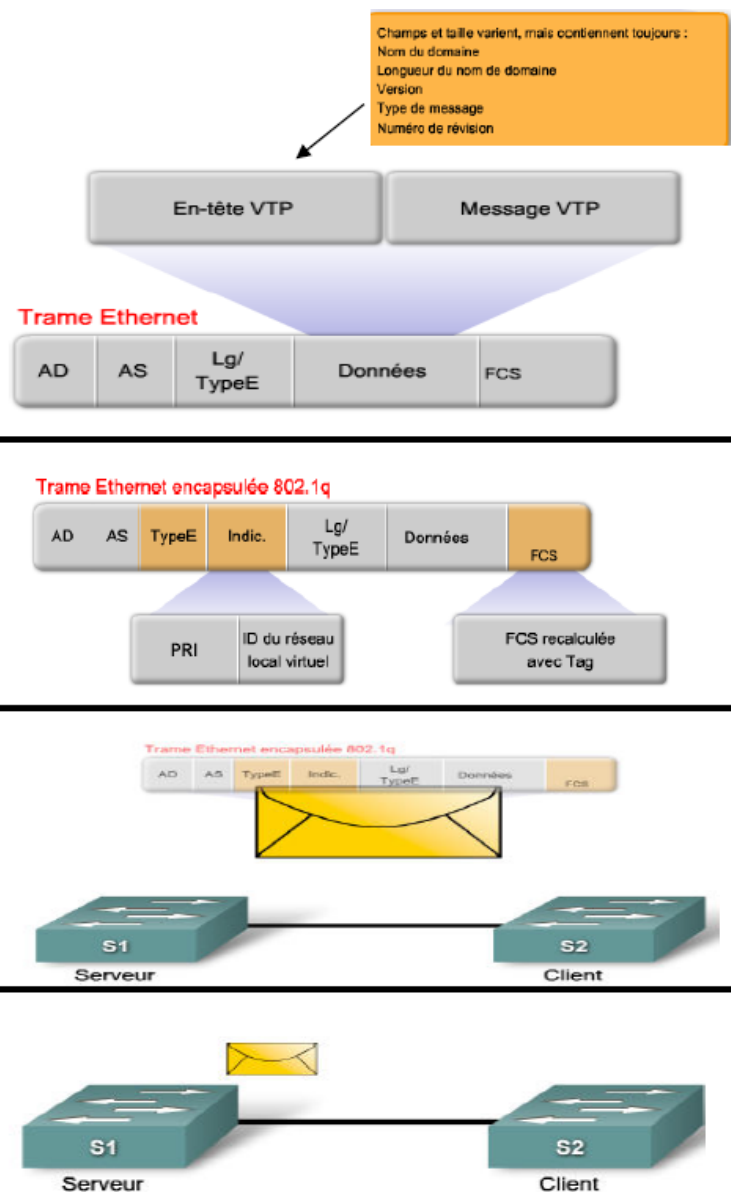 Champs et taille varient, mais contiennent toujours :
Nom du domaine
Longueur du nom de domaine
Version
Type de message
Numéro de révision
En-tête VTP
Message VTP
Trame Ethernet
AD
AS
Lg/
TypeE
Données
FCS
Trame Ethernet encapsulée 802.1q
AD
AS
TypeE
Indic.
Lg/
TypeE
Données
FCS
PRI
ID du réseau
local virtuel
FCS recalculée
avec Tag
Trame Ethernet encapsulée 802.1q
AD
AS
TypeE
Indic.
Lg/
TypeE
Données
FCS
S1
Serveur
S2
Client
S1
Serveur
S2
Client